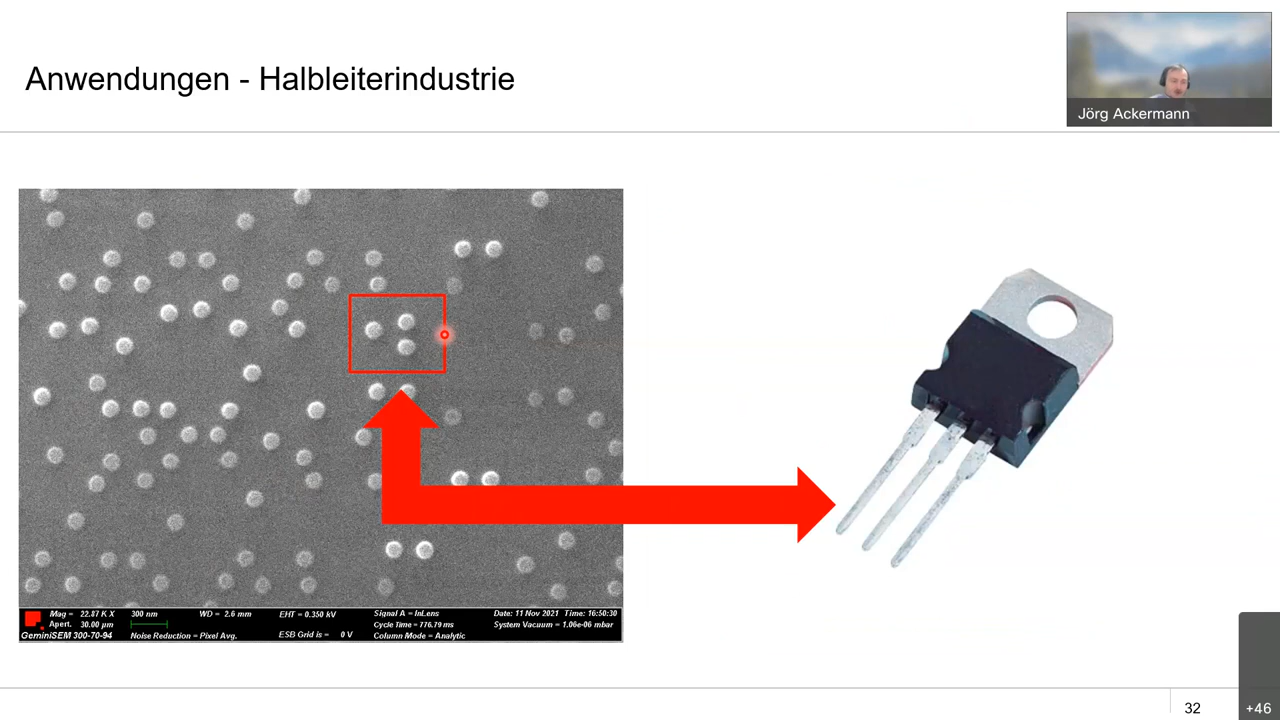 Anwendungen - Halbleiterindustrie
Jörg Ackermann
Mag = 22.87 K X 300 nm WD = 2.6 mm EHT = 0.350 kV Signal A = InLens Date: 11 Nov 2021 Time: 16:50:30
Apert. 30.00 µm Cycle Time = 776.79 ms System Vacuum = 1.06e-06 mbar
GeminiSEM 300-70-94 Noise Reduction = Pixel Avg. ESB Grid is = 0 V Column Mode = Analytic
32
+46